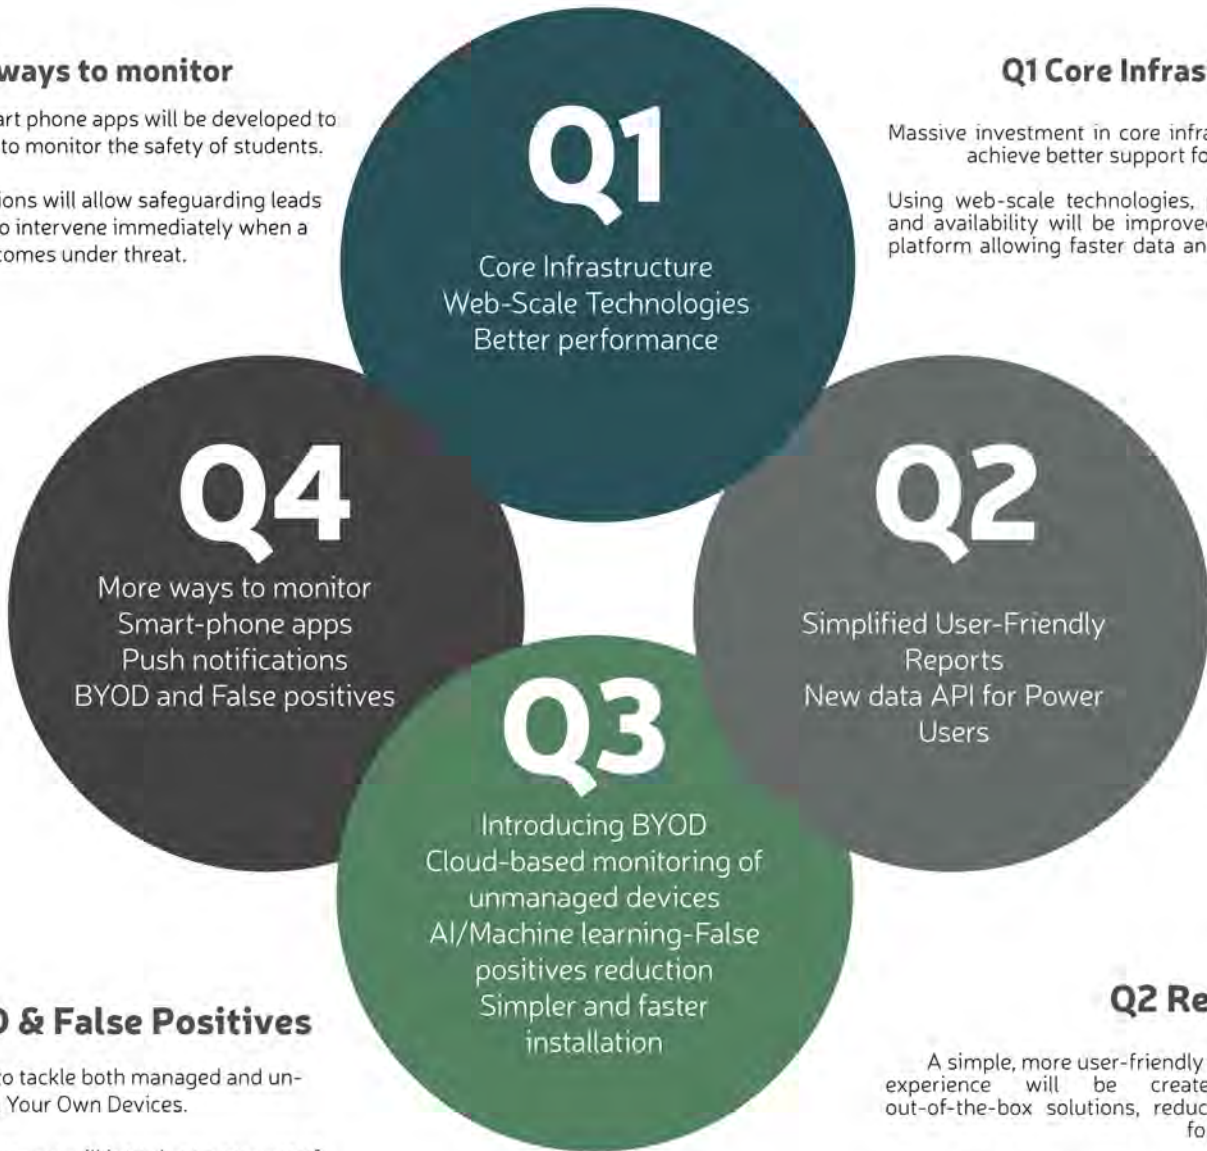 ways to monitor
art phone apps will be developed to
to monitor the safety of students.
ions will allow safeguarding leads
o intervene immediately when a
comes under threat.
Q1
Core Infrastructure
Web-Scale Technologies
Better performance
Q1 Core Infras
Massive investment in core infra
achieve better support fo
Using web-scale technologies,
and availability will be improve
platform allowing faster data an
Q4
More ways to monitor
Smart-phone apps
Push notifications
BYOD and False positives
Q2
Simplified User-Friendly
Reports
New data API for Power
Users
Q3
Introducing BYOD
Cloud-based monitoring of
unmanaged devices
AI/Machine learning-False
positives reduction
Simpler and faster
installation
D & False Positives
to tackle both managed and un-
Your Own Devices.
Q2 Re
A simple, more user-friendly
experience will be create
out-of-the-box solutions, reduc
fo